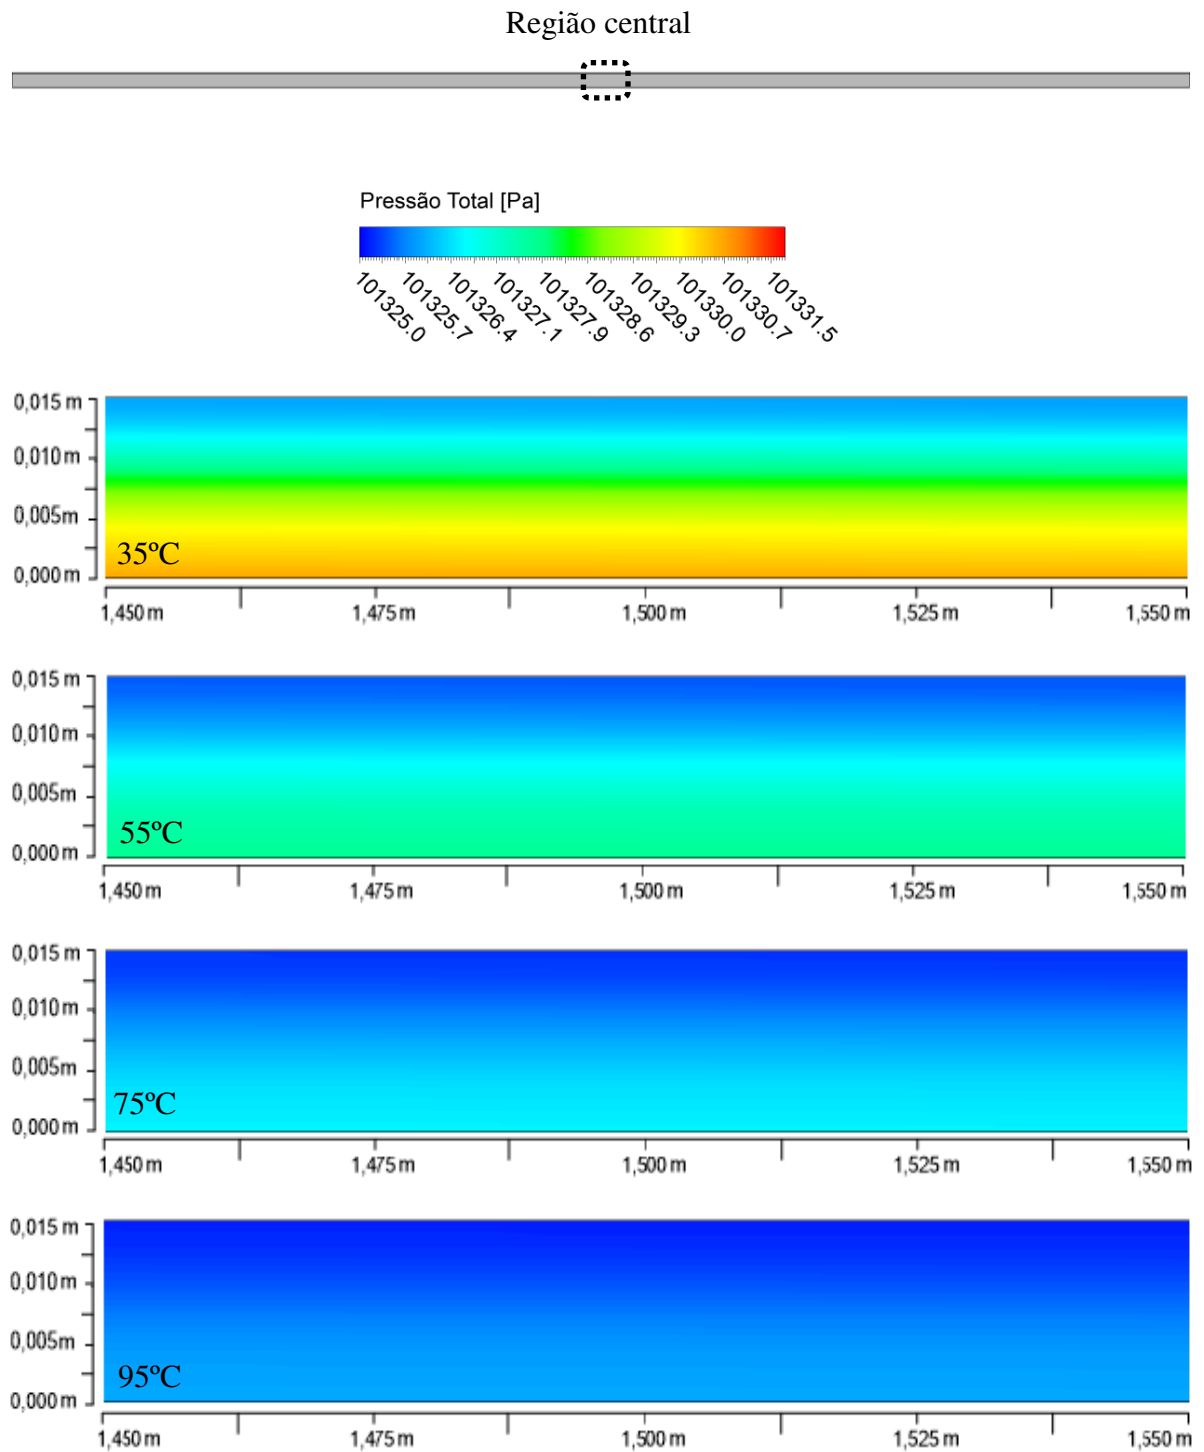 Região central
Pressão Total [Pa]
101325.0
101325.7
101326.4
101327.1
101327.9
101328.6
101329.3
101330.0
101330.7
101331.5
0,015 m
0,010 m
0,005m
0,000 m
35ºC
1,450 m
1,475 m
1,500 m
1,525 m
1,550 m
0,015 m
0,010 m
0,005m
0,000 m
55ºC
1,450 m
1,475 m
1,500 m
1,525 m
1,550 m
0,015 m
0,010 m
0,005m
0,000 m
75ºC
1,450 m
1,475 m
1,500 m
1,525 m
1,550 m
0,015 m
0,010 m
0,005m
0,000 m
95ºC
1,450 m
1,475 m
1,500 m
1,525 m
1,550 m